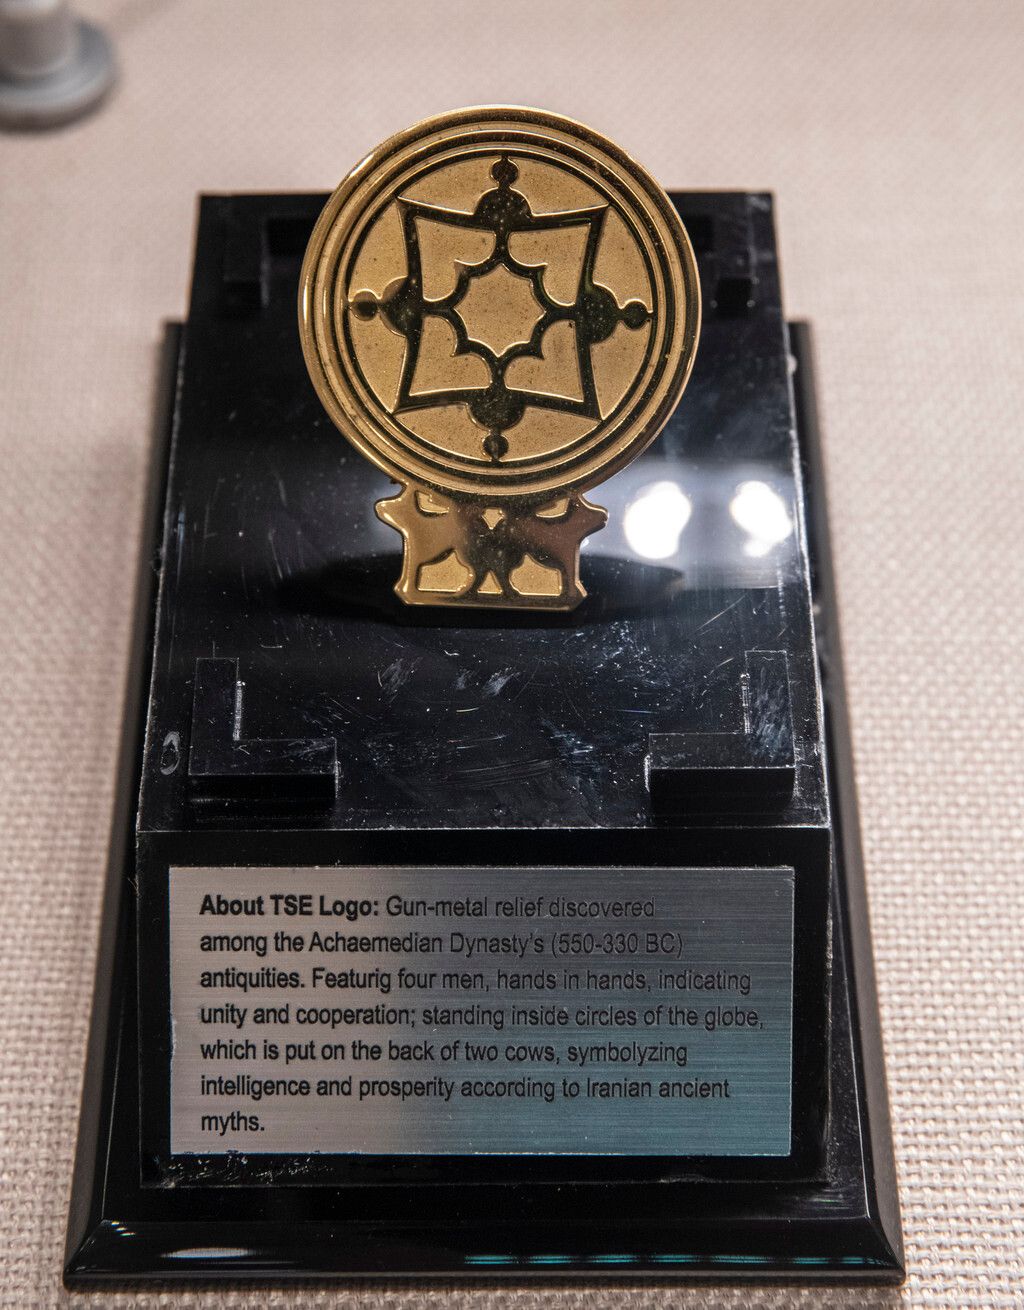 About TSE Logo: Gun-metal relief discovered
among the Achaemedian Dynasty's (550-330 BC)
antiquities. Featurig four men, hands in hands, indicating
unity and cooperation; standing inside circles of the globe,
which is put on the back of two cows, symbolyzing
intelligence and prosperity according to Iranian ancient
myths.